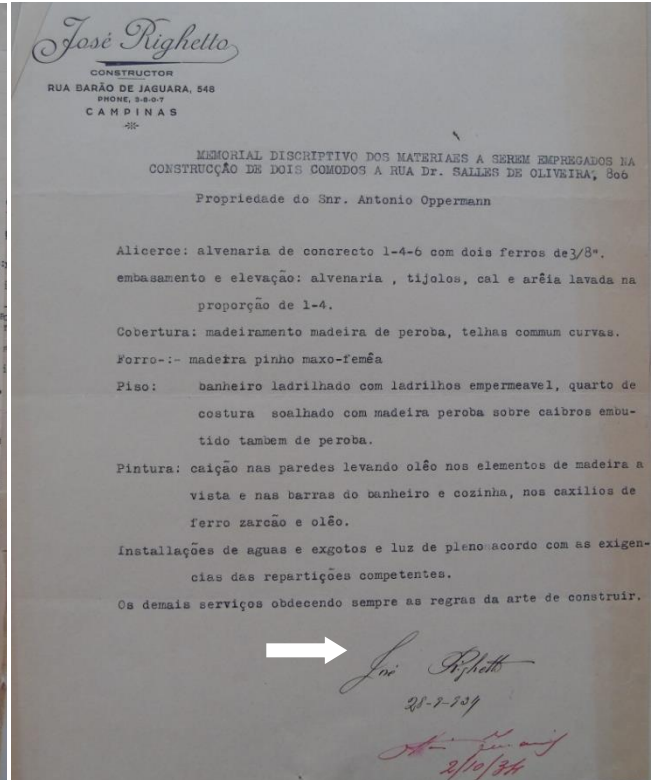 José Righetto
CONSTRUCTOR
RUA BARÃO DE JAGUARA, 548
PHONE, 3-8-0-7
CAMPINAS
MEMORIAL DISCRIPTIVO DOS MATERIAES A SEREM EMPREGADOS NA
CONSTRUCÇÃO DE DOIS COMODOS A RUA Dr. SALLES DE OLIVEIRA, 806
Propriedade do Snr. Antonio Oppermann
Alicerce: alvenaria de concrecto 1-4-6 com dois ferros de3/8".
embasamento e elevação: alvenaria , tijolos, cal e arêia lavada na
proporção de 1-4.
Cobertura: madeiramento madeira de peroba, telhas commum curvas.
Forro-:- madeira pinho maxo-femêa
Piso: banheiro ladrilhado com ladrilhos empermeavel, quarto de
costura soalhado com madeira peroba sobre caibros embu-
tido tambem de peroba.
Pintura: caição nas paredes levando olêo nos elementos de madeira a
vista e nas barras do banheiro e cozinha, nos caxilios de
ferro zarcão e olêo.
Installações de aguas e exgotos e luz de pleno acordo com as exigen-
cias das repartições competentes.
Os demais serviços obdecendo sempre as regras da arte de construir.
José Righetto
2/10/34